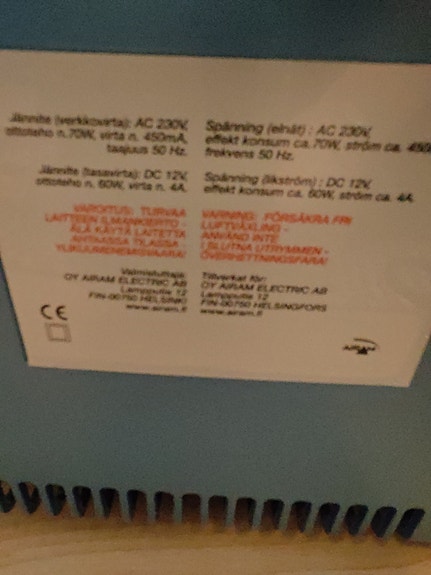 Jännite (verkkovirta): AC 230V,
ottoteho n.70W, virta n. 450mA,
taajuus 50 Hz.
Jännite (tasavirta): DC 12V,
ottoteho n. 60W, virta n. 4A.
VAROITUS: TURVAA
LAITTEEN ILMANKIERTO -
ÄLÄ KÄYTÄ LAITETTA
AHTAASSA TILASSA -
YLIKUUMENEMISVAARA!
Valmistuttaja:
OY AIRAM ELECTRIC AB
Lamppu​tie 12
FIN-00750 HELSINKI
www.airam.fi
Spänning (elnät) : AC 230V,
effekt konsum ca.70W, ström ca. 450
frekvens 50 Hz.
Spänning (likström) : DC 12V,
effekt konsum ca. 60W, ström ca. 4A.
VARNING: FÖRSÄKRA FRI
LUFTVÄXLING -
ANVÄND INTE
I SLUTNA UTRYMMEN -
ÖVERHETTNINGSFARA!
Tillverkat för:
OY AIRAM ELECTRIC AB
Lampputie 12
FIN-00750 HELSINGFORS
www.airam.fi
CE
AIRAM